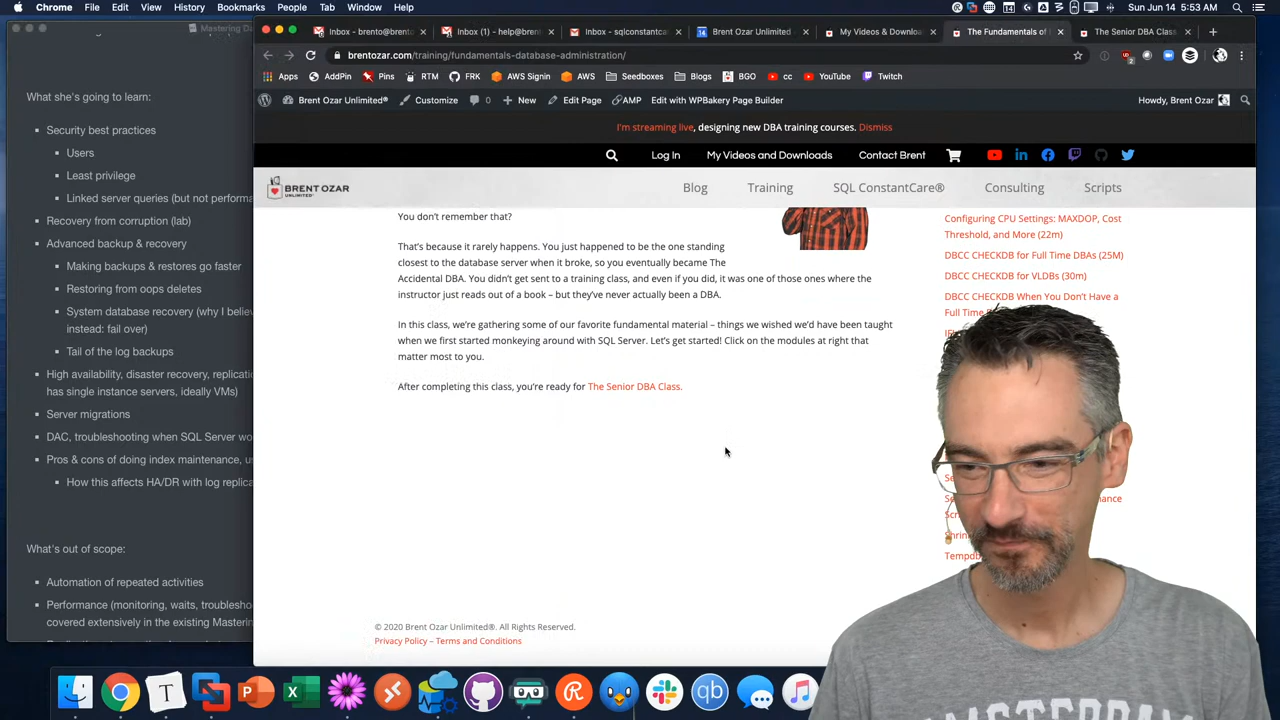 Chrome File Edit View History Bookmarks People Tab Window Help Sun Jun 14 5:53 AM
Mastering Da
Inbox - brento@brent Inbox (1) - help@brent Inbox - sqlconstantcar Brent Ozar Unlimited My Videos & Downloa The Fundamentals of The Senior DBA Class
brentozar.com/training/fundamentals-database-administration/
Apps AddPin Pins RTM FRK AWS Signin AWS Seedboxes Blogs BGO cc YouTube Twitch
Brent Ozar Unlimited® Customize 0 New Edit Page AMP Edit with WPBakery Page Builder Howdy, Brent Ozar
I'm streaming live, designing new DBA training courses. Dismiss
Log In My Videos and Downloads Contact Brent
BRENT OZAR
UNLIMITED®
Blog Training SQL ConstantCare® Consulting Scripts
What she's going to learn:
Security best practices
Users
Least privilege
Linked server queries (but not performa
Recovery from corruption (lab)
Advanced backup & recovery
Making backups & restores go faster
Restoring from oops deletes
System database recovery (why I believ
instead: fail over)
Tail of the log backups
High availability, disaster recovery, replicatio
has single instance servers, ideally VMs)
Server migrations
DAC, troubleshooting when SQL Server wo
Pros & cons of doing index maintenance, u
How this affects HA/DR with log replica
What's out of scope:
Automation of repeated activities
Performance (monitoring, waits, troublesho
covered extensively in the existing Masterin
You don't remember that?
That's because it rarely happens. You just happened to be the one standing
closest to the database server when it broke, so you eventually became The
Accidental DBA. You didn't get sent to a training class, and even if you did, it was one of those ones where the
instructor just reads out of a book – but they've never actually been a DBA.
In this class, we're gathering some of our favorite fundamental material – things we wished we'd have been taught
when we first started monkeying around with SQL Server. Let's get started! Click on the modules at right that
matter most to you.
After completing this class, you're ready for The Senior DBA Class.
Configuring CPU Settings: MAXDOP, Cost
Threshold, and More (22m)
DBCC CHECKDB for Full Time DBAs (25M)
DBCC CHECKDB for VLDBs (30m)
DBCC CHECKDB When You Don't Have a
Full Time
Tempdb
© 2020 Brent Ozar Unlimited®. All Rights Reserved.
Privacy Policy – Terms and Conditions